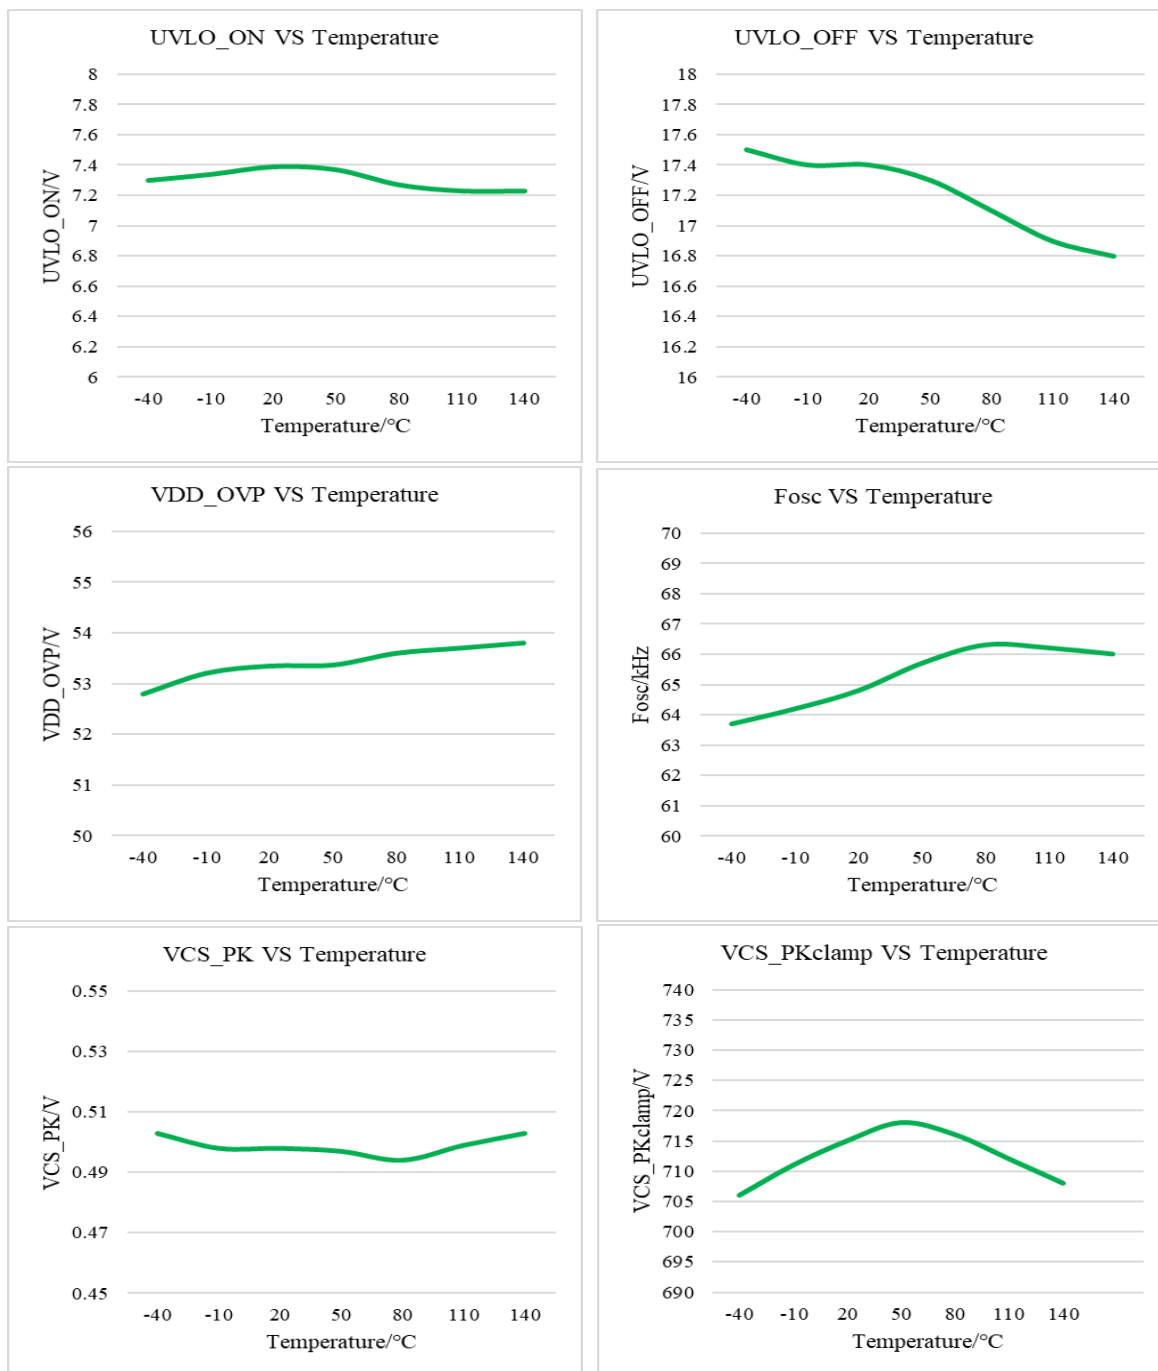 UVLO_ON VS Temperature
UVLO_ON/V
8
7.8
7.6
7.4
7.2
7
6.8
6.6
6.4
6.2
6
-40 -10 20 50 80 110 140
Temperature/°C
UVLO_OFF VS Temperature
UVLO_OFF/V
18
17.8
17.6
17.4
17.2
17
16.8
16.6
16.4
16.2
16
-40 -10 20 50 80 110 140
Temperature/°C
VDD_OVP VS Temperature
VDD_OVP/V
56
55
54
53
52
51
50
-40 -10 20 50 80 110 140
Temperature/°C
Fosc VS Temperature
Fosc/kHz
70
69
68
67
66
65
64
63
62
61
60
-40 -10 20 50 80 110 140
Temperature/°C
VCS_PK VS Temperature
VCS_PK/V
0.55
0.53
0.51
0.49
0.47
0.45
-40 -10 20 50 80 110 140
Temperature/°C
VCS_PKclamp VS Temperature
VCS_PKclamp/V
740
735
730
725
720
715
710
705
700
695
690
-40 -10 20 50 80 110 140
Temperature/°C